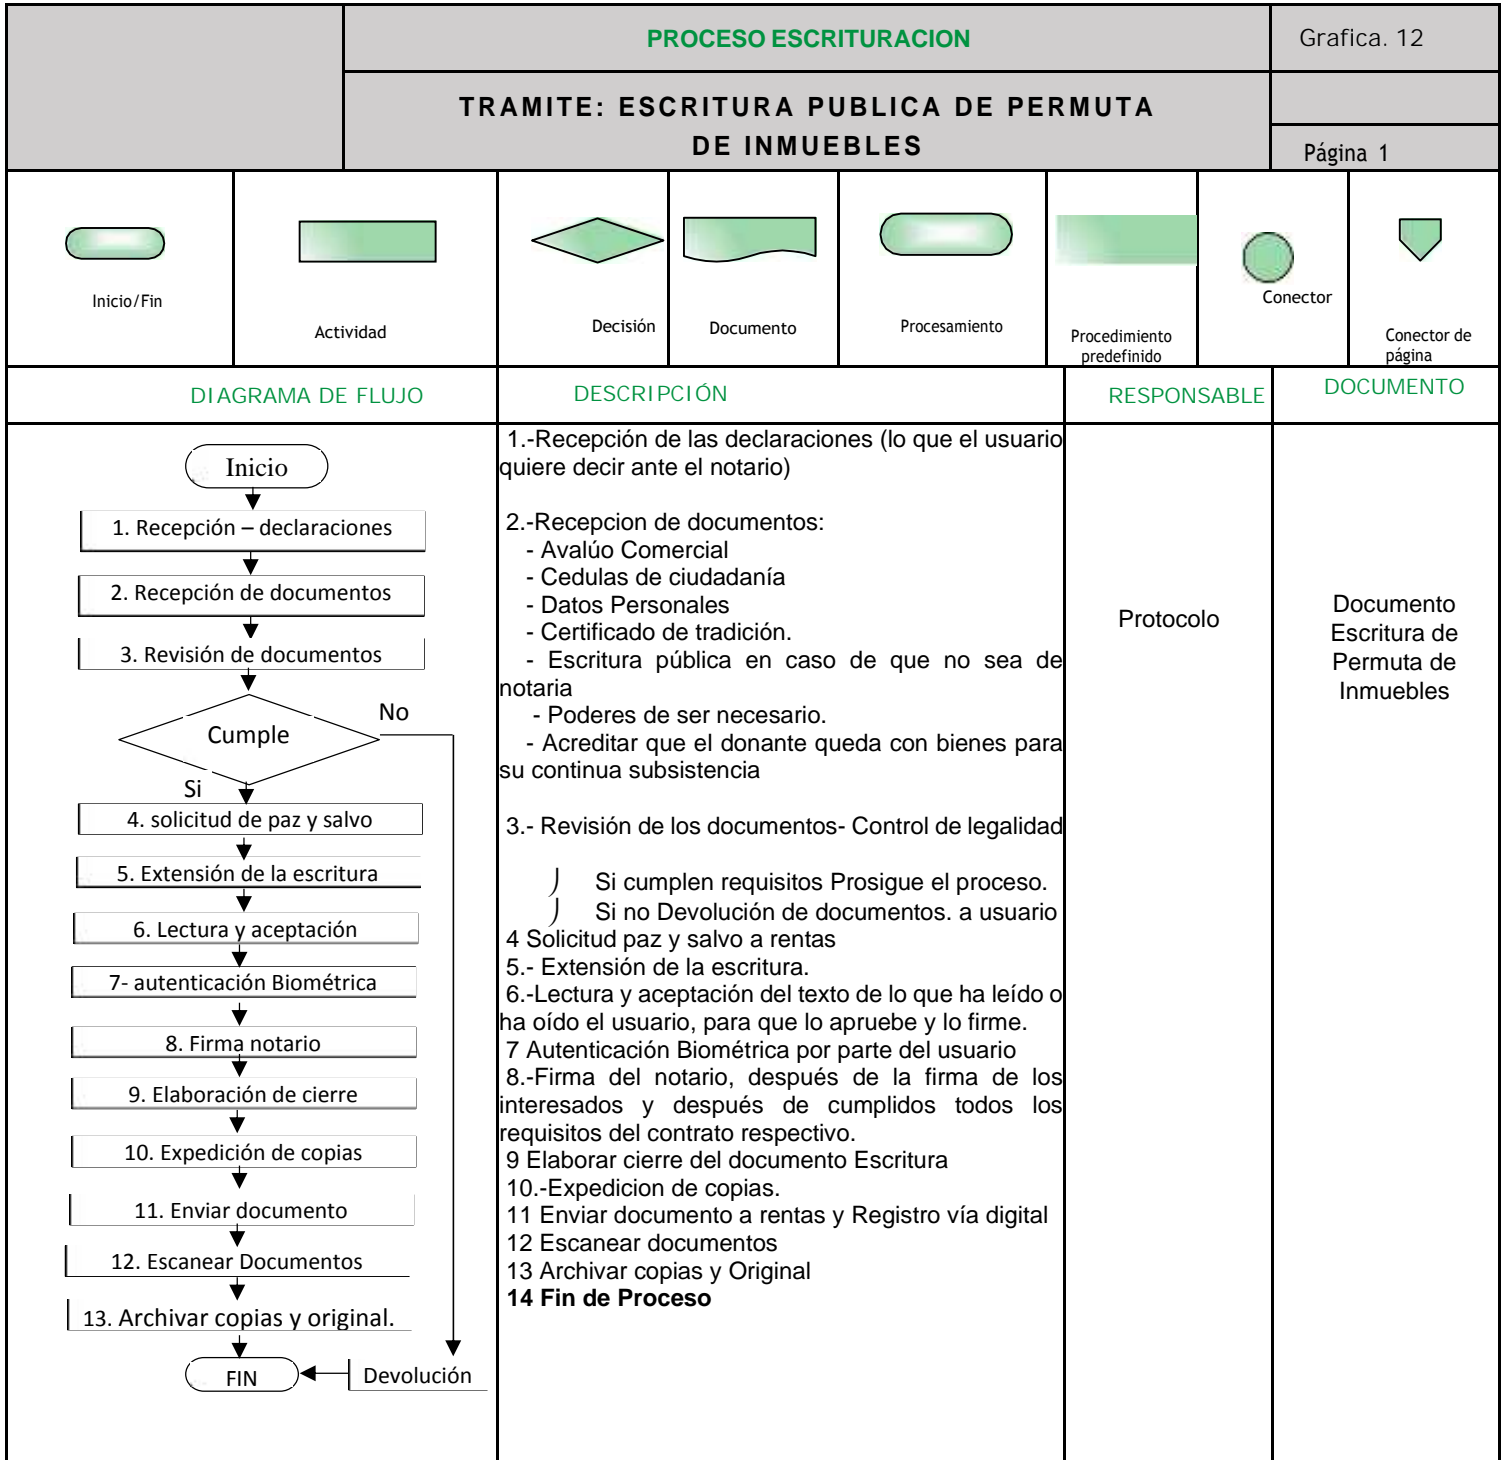 PROCESO ESCRITURACION
Grafica. 12
TRAMITE: ESCRITURA PUBLICA DE PERMUTA
DE INMUEBLES
Página 1
Inicio/Fin
Actividad
Decisión
Documento
Procesamiento
Procedimiento
predefinido
Conector
Conector de
página
DIAGRAMA DE FLUJO
DESCRIPCIÓN
RESPONSABLE
DOCUMENTO
Inicio
1. Recepción – declaraciones
2. Recepción de documentos
3. Revisión de documentos
Cumple
No
Si
4. solicitud de paz y salvo
5. Extensión de la escritura
6. Lectura y aceptación
7- autenticación Biométrica
8. Firma notario
9. Elaboración de cierre
10. Expedición de copias
11. Enviar documento
12. Escanear Documentos
13. Archivar copias y original.
FIN
Devolución
1.-Recepción de las declaraciones (lo que el usuario
quiere decir ante el notario)
2.-Recepcion de documentos:
- Avalúo Comercial
- Cedulas de ciudadanía
- Datos Personales
- Certificado de tradición.
- Escritura pública en caso de que no sea de
notaria
- Poderes de ser necesario.
- Acreditar que el donante queda con bienes para
su continua subsistencia
3.- Revisión de los documentos- Control de legalidad
Si cumplen requisitos Prosigue el proceso.
Si no Devolución de documentos. a usuario
4 Solicitud paz y salvo a rentas
5.- Extensión de la escritura.
6.-Lectura y aceptación del texto de lo que ha leído o
ha oído el usuario, para que lo apruebe y lo firme.
7 Autenticación Biométrica por parte del usuario
8.-Firma del notario, después de la firma de los
interesados y después de cumplidos todos los
requisitos del contrato respectivo.
9 Elaborar cierre del documento Escritura
10.-Expedicion de copias.
11 Enviar documento a rentas y Registro vía digital
12 Escanear documentos
13 Archivar copias y Original
14 Fin de Proceso
Protocolo
Documento
Escritura de
Permuta de
Inmuebles